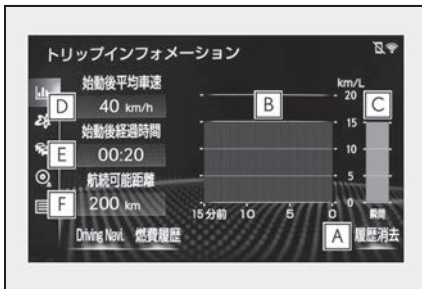 トリップインフォメーション
始動後平均車速
D
40 km/h
始動後経過時間
E
00:20
航続可能距離
F
200 km
km/L
B
C
20
15
10
5
0
15分前 10 5 0 瞬間
A
Driving Navi. 燃費履歴 履歴消去